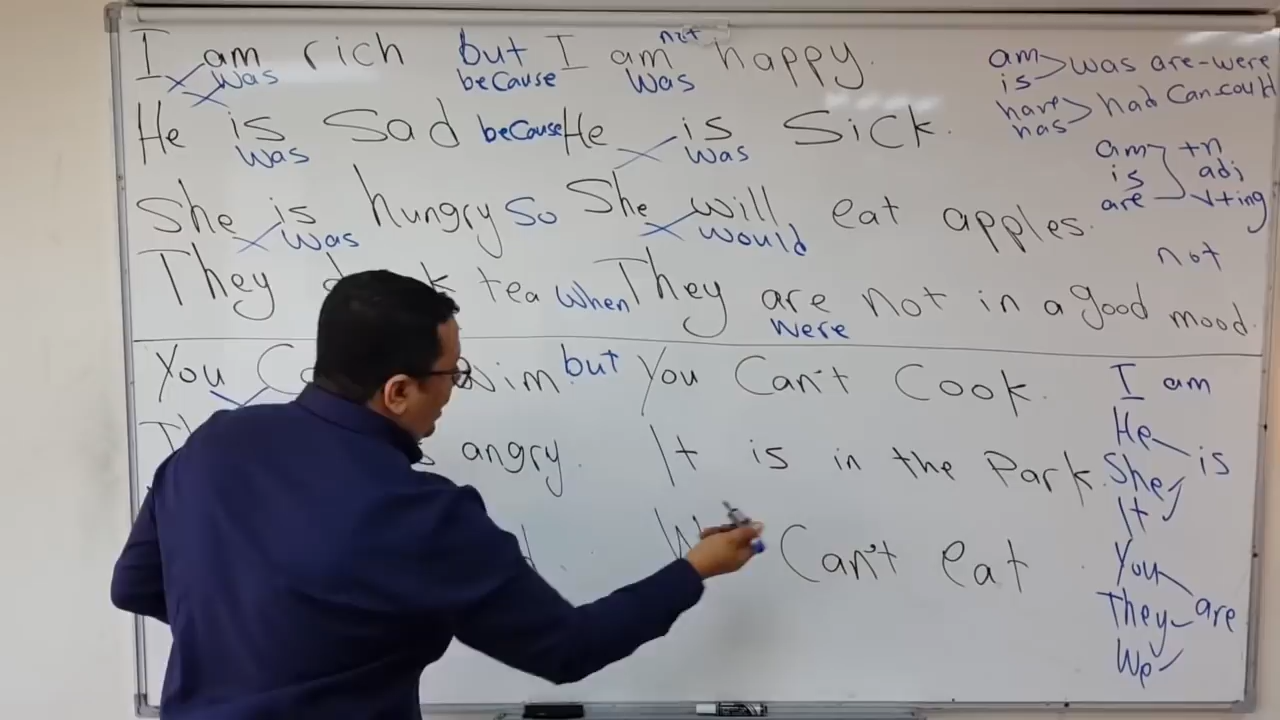 I am rich but I am not happy.
was because was
He is Sad because He is Sick.
was was
She is hungry so She will eat apples.
was would
They tea when They are not in a good mood.
were
You but You Can't Cook.
angry. It is in the Park.
Can't eat
am
is was are-were
have
has had Can-could
am +n
is adj
are v+ing
not
I am
He
She is
It
You
They are
We